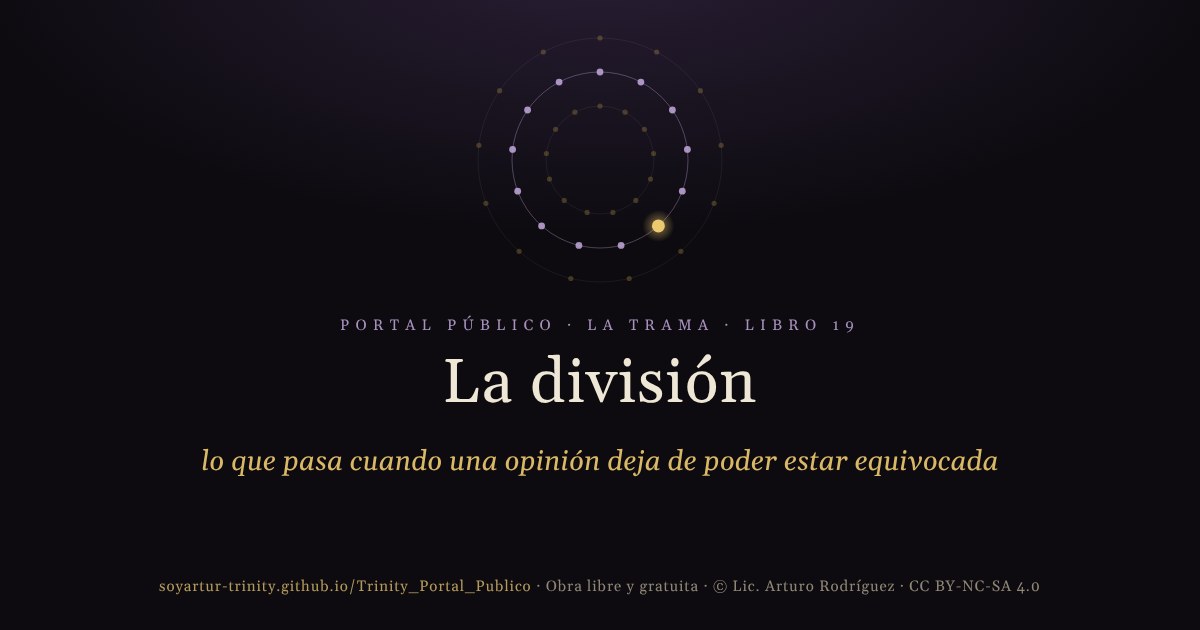 PORTAL PÚBLICO · LA TRAMA · LIBRO 19
La división
lo que pasa cuando una opinión deja de poder estar equivocada
soyartur-trinity.github.io/Trinity_Portal_Publico · Obra libre y gratuita · © Lic. Arturo Rodríguez · CC BY-NC-SA 4.0